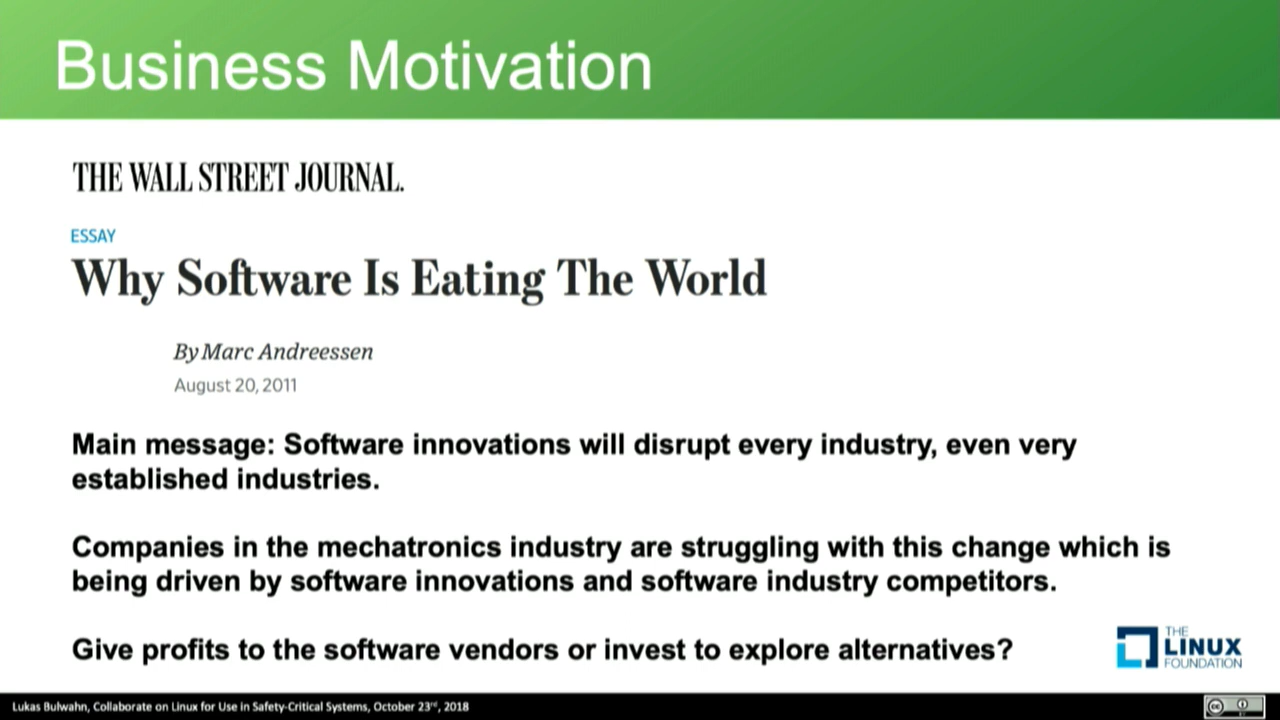 Business Motivation
THE WALL STREET JOURNAL.
ESSAY
Why Software Is Eating The World
By Marc Andreessen
August 20, 2011
Main message: Software innovations will disrupt every industry, even very
established industries.
Companies in the mechatronics industry are struggling with this change which is
being driven by software innovations and software industry competitors.
Give profits to the software vendors or invest to explore alternatives?
THE
LINUX
FOUNDATION
Lukas Bulwahn, Collaborate on Linux for Use in Safety-Critical Systems, October 23rd, 2018
cc